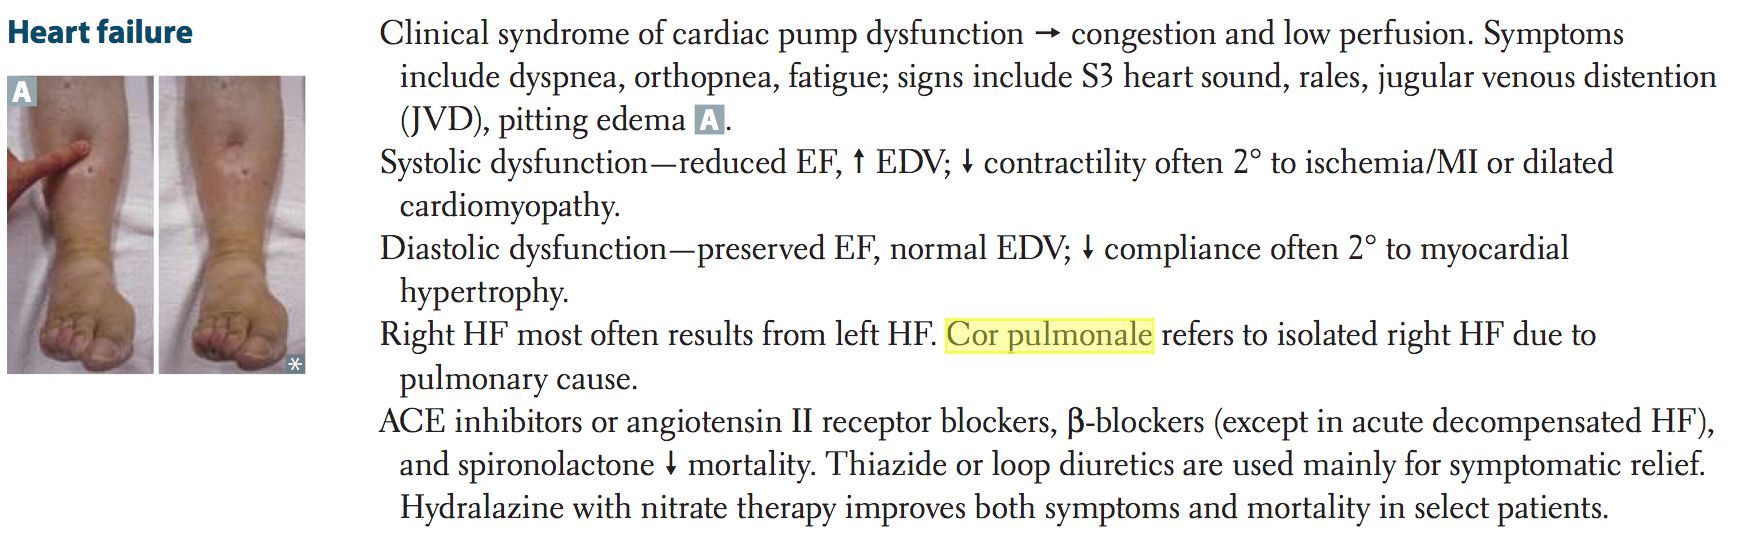 Heart failure
A
*
Clinical syndrome of cardiac pump dysfunction → congestion and low perfusion. Symptoms
include dyspnea, orthopnea, fatigue; signs include S3 heart sound, rales, jugular venous distention
(JVD), pitting edema A.
Systolic dysfunction—reduced EF, ↑ EDV; ↓ contractility often 2° to ischemia/MI or dilated
cardiomyopathy.
Diastolic dysfunction—preserved EF, normal EDV; ↓ compliance often 2° to myocardial
hypertrophy.
Right HF most often results from left HF. Cor pulmonale refers to isolated right HF due to
pulmonary cause.
ACE inhibitors or angiotensin II receptor blockers, β-blockers (except in acute decompensated HF),
and spironolactone ↓ mortality. Thiazide or loop diuretics are used mainly for symptomatic relief.
Hydralazine with nitrate therapy improves both symptoms and mortality in select patients.